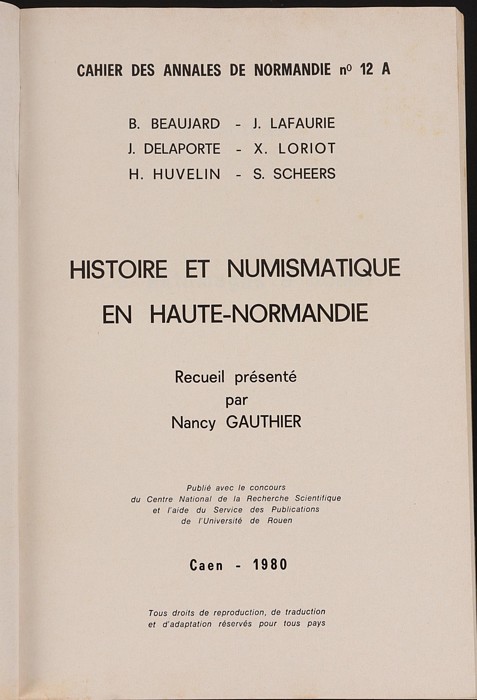 CAHIER DES ANNALES DE NORMANDIE nº 12 A
B. BEAUJARD - J. LAFAURIE
J. DELAPORTE - X. LORIOT
H. HUVELIN - S. SCHEERS
HISTOIRE ET NUMISMATIQUE
EN HAUTE-NORMANDIE
Recueil présenté
par
Nancy GAUTHIER
Publié avec le concours
du Centre National de la Recherche Scientifique
et l'aide du Service des Publications
de l'Université de Rouen
Caen - 1980
Tous droits de reproduction, de traduction
et d'adaptation réservés pour tous pays